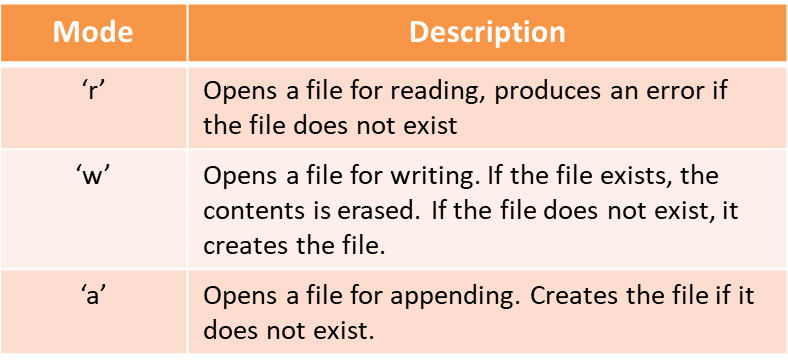 Mode Description
‘r’ Opens a file for reading, produces an error if
the file does not exist
‘w’ Opens a file for writing. If the file exists, the
contents is erased. If the file does not exist, it
creates the file.
‘a’ Opens a file for appending. Creates the file if it
does not exist.